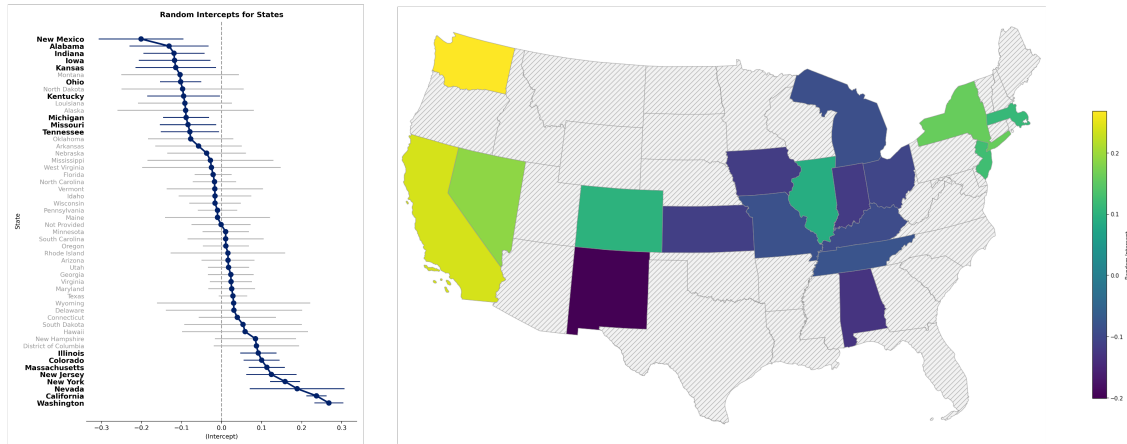 Random Intercepts for States
New Mexico
Alabama
Indiana
Iowa
Kansas
Montana
Ohio
North Dakota
Kentucky
Louisiana
Alaska
Michigan
Missouri
Tennessee
Oklahoma
Arkansas
Nebraska
Mississippi
West Virginia
Florida
North Carolina
Vermont
Idaho
Wisconsin
Pennsylvania
Maine
Not Provided
Minnesota
South Carolina
Oregon
Rhode Island
Arizona
Utah
Georgia
Virginia
Maryland
Texas
Wyoming
Delaware
Connecticut
South Dakota
Hawaii
New Hampshire
District of Columbia
Illinois
Colorado
Massachusetts
New Jersey
New York
Nevada
California
Washington
State
−0.3 −0.2 −0.1 0.0 0.1 0.2 0.3
(Intercept)
0.2
0.1
0.0
−0.1
−0.2